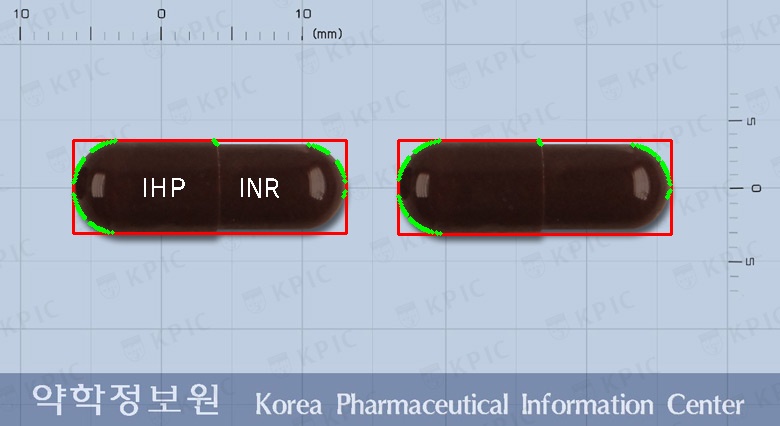 10 0 10
(mm)
5
IHP INR
0
5
약학정보원 Korea Pharmaceutical Information Center